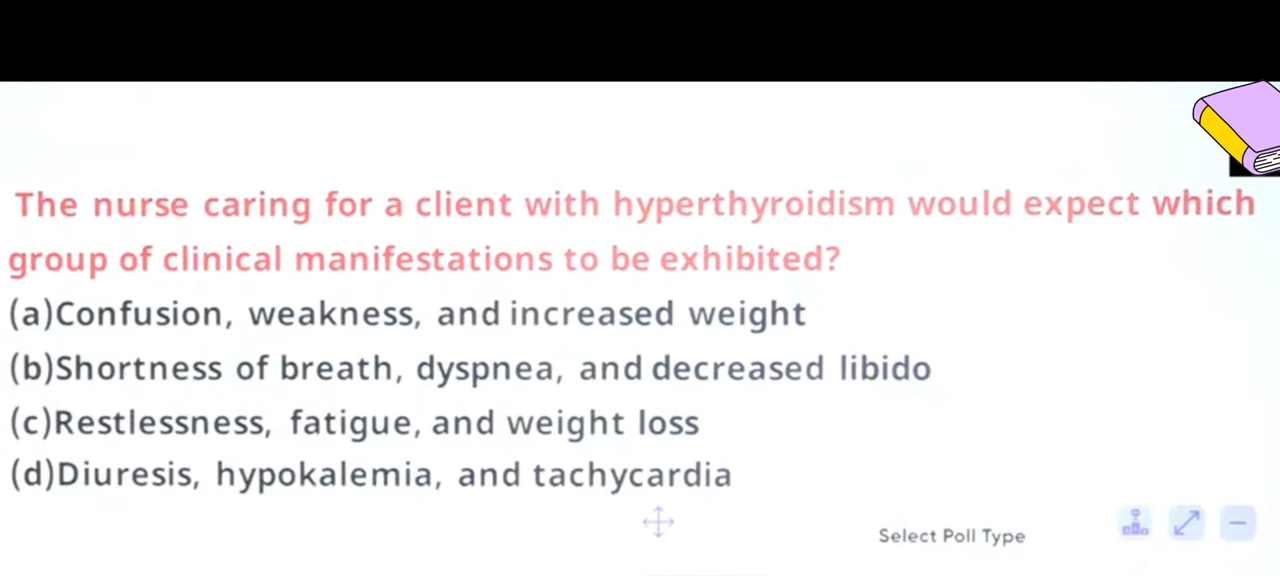 The nurse caring for a client with hyperthyroidism would expect which
group of clinical manifestations to be exhibited?
(a)Confusion, weakness, and increased weight
(b)Shortness of breath, dyspnea, and decreased libido
(c)Restlessness, fatigue, and weight loss
(d)Diuresis, hypokalemia, and tachycardia
Select Poll Type